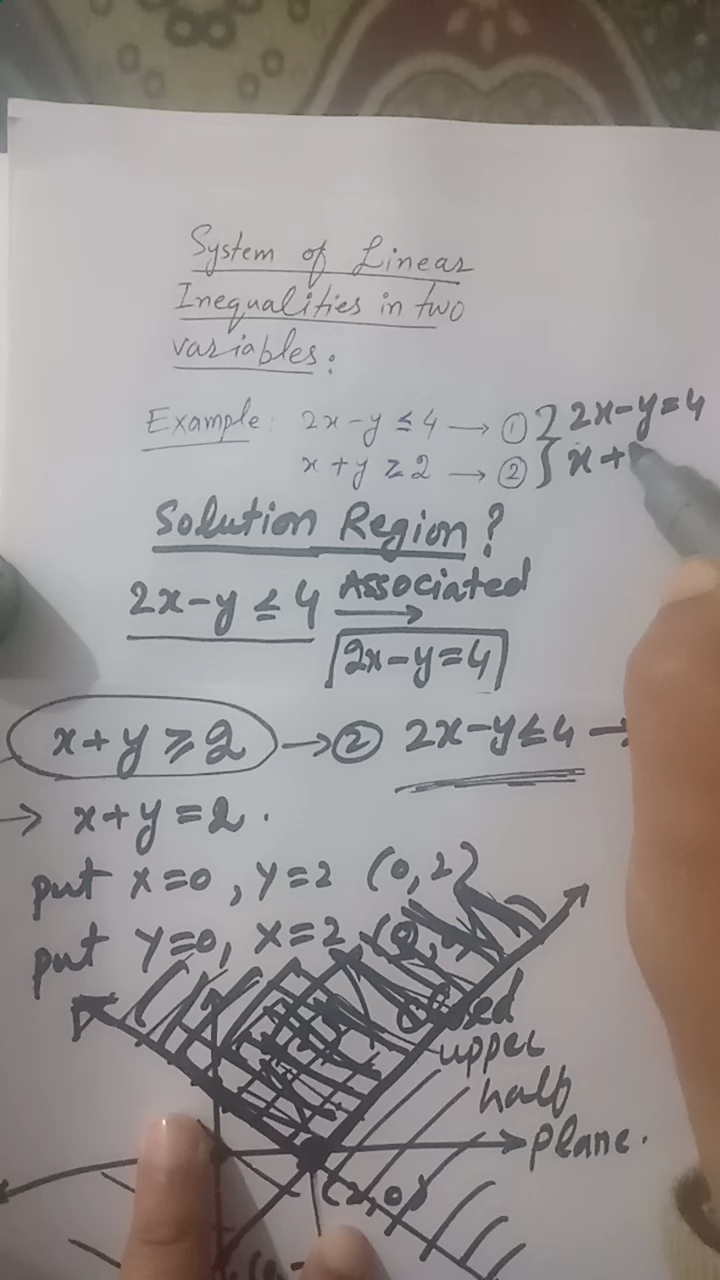 System of Linear
Inequalities in two
variables:
Example: 2x-y ≤ 4 → ① } 2x-y=4
x+y ≥ 2 → ② } x+
Solution Region?
2x-y ≤ 4 Associated →
2x-y=4
x+y ≥ 2 → ② 2x-y ≤ 4 →
→ x+y=2.
put x=0, y=2 (0,2)
put y=0, x=2
upper
half
plane.
(2,0)